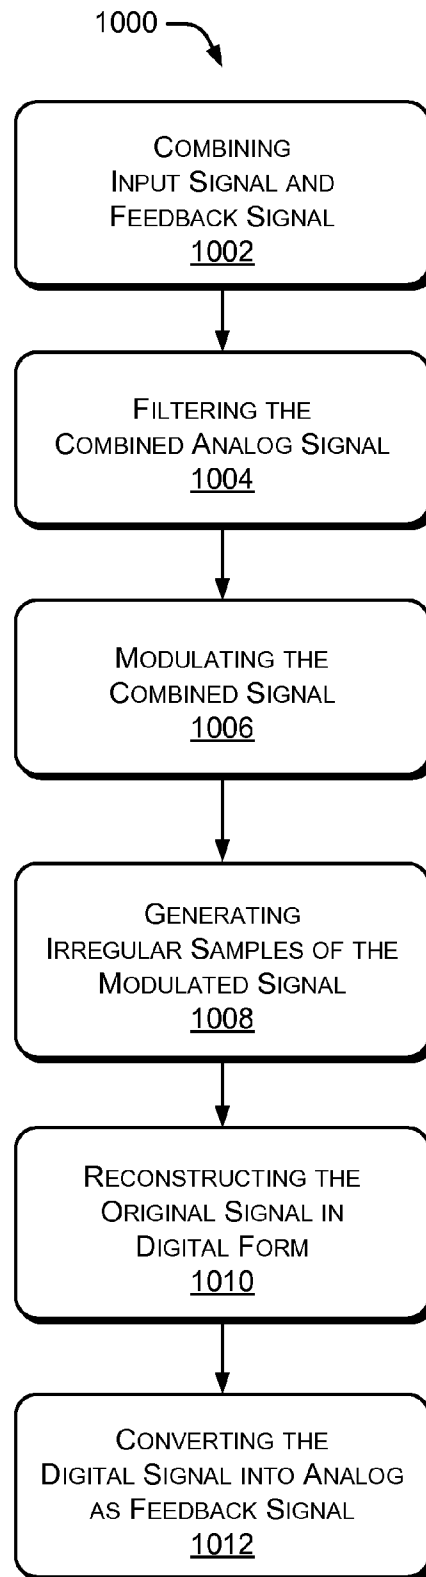 1000
COMBINING
INPUT SIGNAL AND
FEEDBACK SIGNAL
1002
FILTERING THE
COMBINED ANALOG SIGNAL
1004
MODULATING THE
COMBINED SIGNAL
1006
GENERATING
IRREGULAR SAMPLES OF THE
MODULATED SIGNAL
1008
RECONSTRUCTING THE
ORIGINAL SIGNAL IN
DIGITAL FORM
1010
CONVERTING THE
DIGITAL SIGNAL INTO ANALOG
AS FEEDBACK SIGNAL
1012